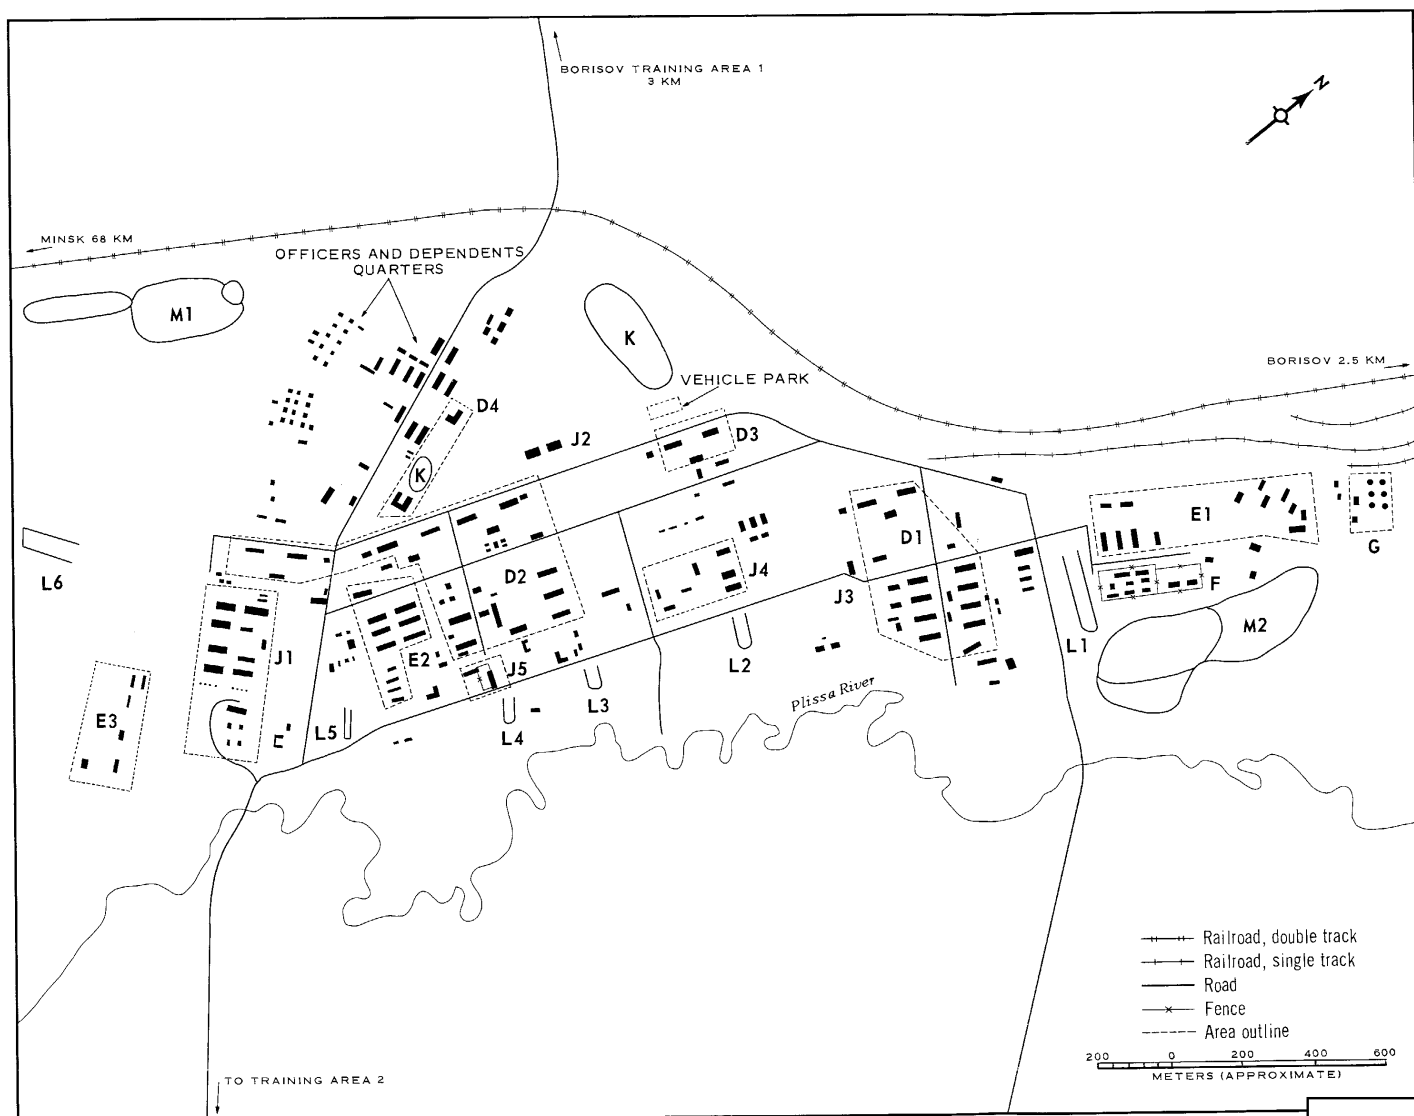 BORISOV TRAINING AREA 1
3 KM
N
MINSK 68 KM
OFFICERS AND DEPENDENTS
QUARTERS
M1
K
BORISOV 2.5 KM
VEHICLE PARK
D4
J2
D3
K
E1
G
L6
D2
D1
J4
J3
F
J1
E2
J5
L2
L1
M2
E3
L5
L4
L3
Plissa River
Railroad, double track
Railroad, single track
Road
Fence
Area outline
200 0 200 400 600
METERS (APPROXIMATE)
TO TRAINING AREA 2